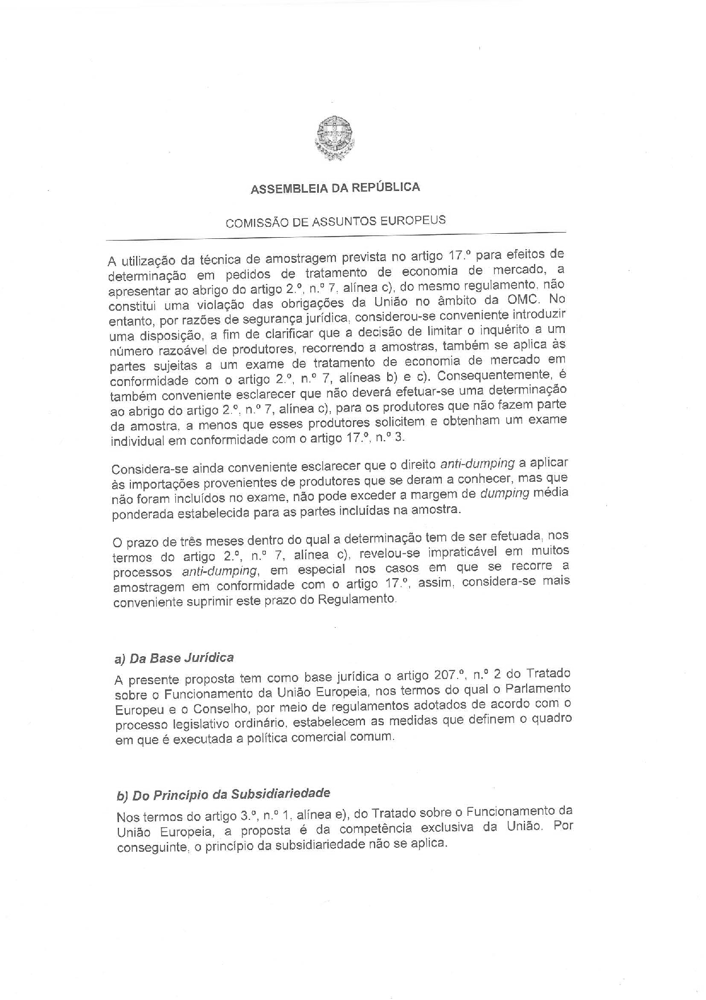 ASSEMBLEIA DA REPÚBLICA
COMISSÃO DE ASSUNTOS EUROPEUS
A utilização da técnica de amostragem prevista no artigo 17.º para efeitos de
determinação em pedidos de tratamento de economia de mercado, a
apresentar ao abrigo do artigo 2.º, n.º 7, alínea c), do mesmo regulamento, não
constitui uma violação das obrigações da União no âmbito da OMC. No
entanto, por razões de segurança jurídica, considerou-se conveniente introduzir
uma disposição, a fim de clarificar que a decisão de limitar o inquérito a um
número razoável de produtores, recorrendo a amostras, também se aplica às
partes sujeitas a um exame de tratamento de economia de mercado em
conformidade com o artigo 2.º, n.º 7, alíneas b) e c). Consequentemente, é
também conveniente esclarecer que não deverá efetuar-se uma determinação
ao abrigo do artigo 2.º, n.º 7, alínea c), para os produtores que não fazem parte
da amostra, a menos que esses produtores solicitem e obtenham um exame
individual em conformidade com o artigo 17.º, n.º 3.
Considera-se ainda conveniente esclarecer que o direito anti-dumping a aplicar
às importações provenientes de produtores que se deram a conhecer, mas que
não foram incluídos no exame, não pode exceder a margem de dumping média
ponderada estabelecida para as partes incluídas na amostra.
O prazo de três meses dentro do qual a determinação tem de ser efetuada, nos
termos do artigo 2.º, n.º 7, alínea c), revelou-se impraticável em muitos
processos anti-dumping, em especial nos casos em que se recorre a
amostragem em conformidade com o artigo 17.º, assim, considera-se mais
conveniente suprimir este prazo do Regulamento.
a) Da Base Jurídica
A presente proposta tem como base jurídica o artigo 207.º, n.º 2 do Tratado
sobre o Funcionamento da União Europeia, nos termos do qual o Parlamento
Europeu e o Conselho, por meio de regulamentos adotados de acordo com o
processo legislativo ordinário, estabelecem as medidas que definem o quadro
em que é executada a política comercial comum.
b) Do Princípio da Subsidiariedade
Nos termos do artigo 3.º, n.º 1, alínea e), do Tratado sobre o Funcionamento da
União Europeia, a proposta é da competência exclusiva da União. Por
conseguinte, o princípio da subsidiariedade não se aplica.